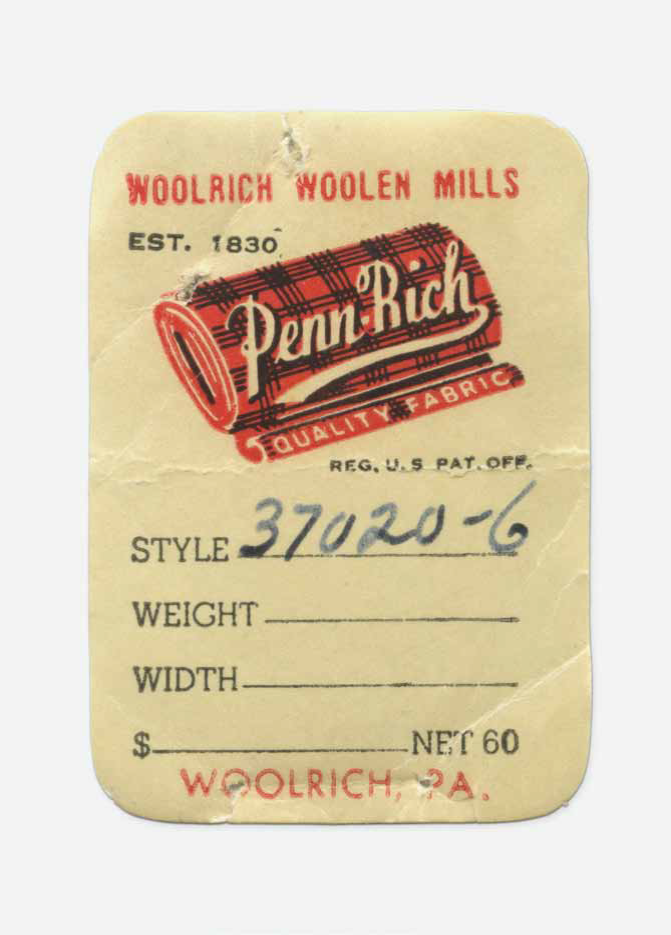 WOOLRICH WOOLEN MILLS
EST. 1830
Penn-Rich
QUALITY FABRIC
REG. U.S PAT. OFF.
STYLE 37020-6
WEIGHT
WIDTH
$ NET 60
WOOLRICH, PA.